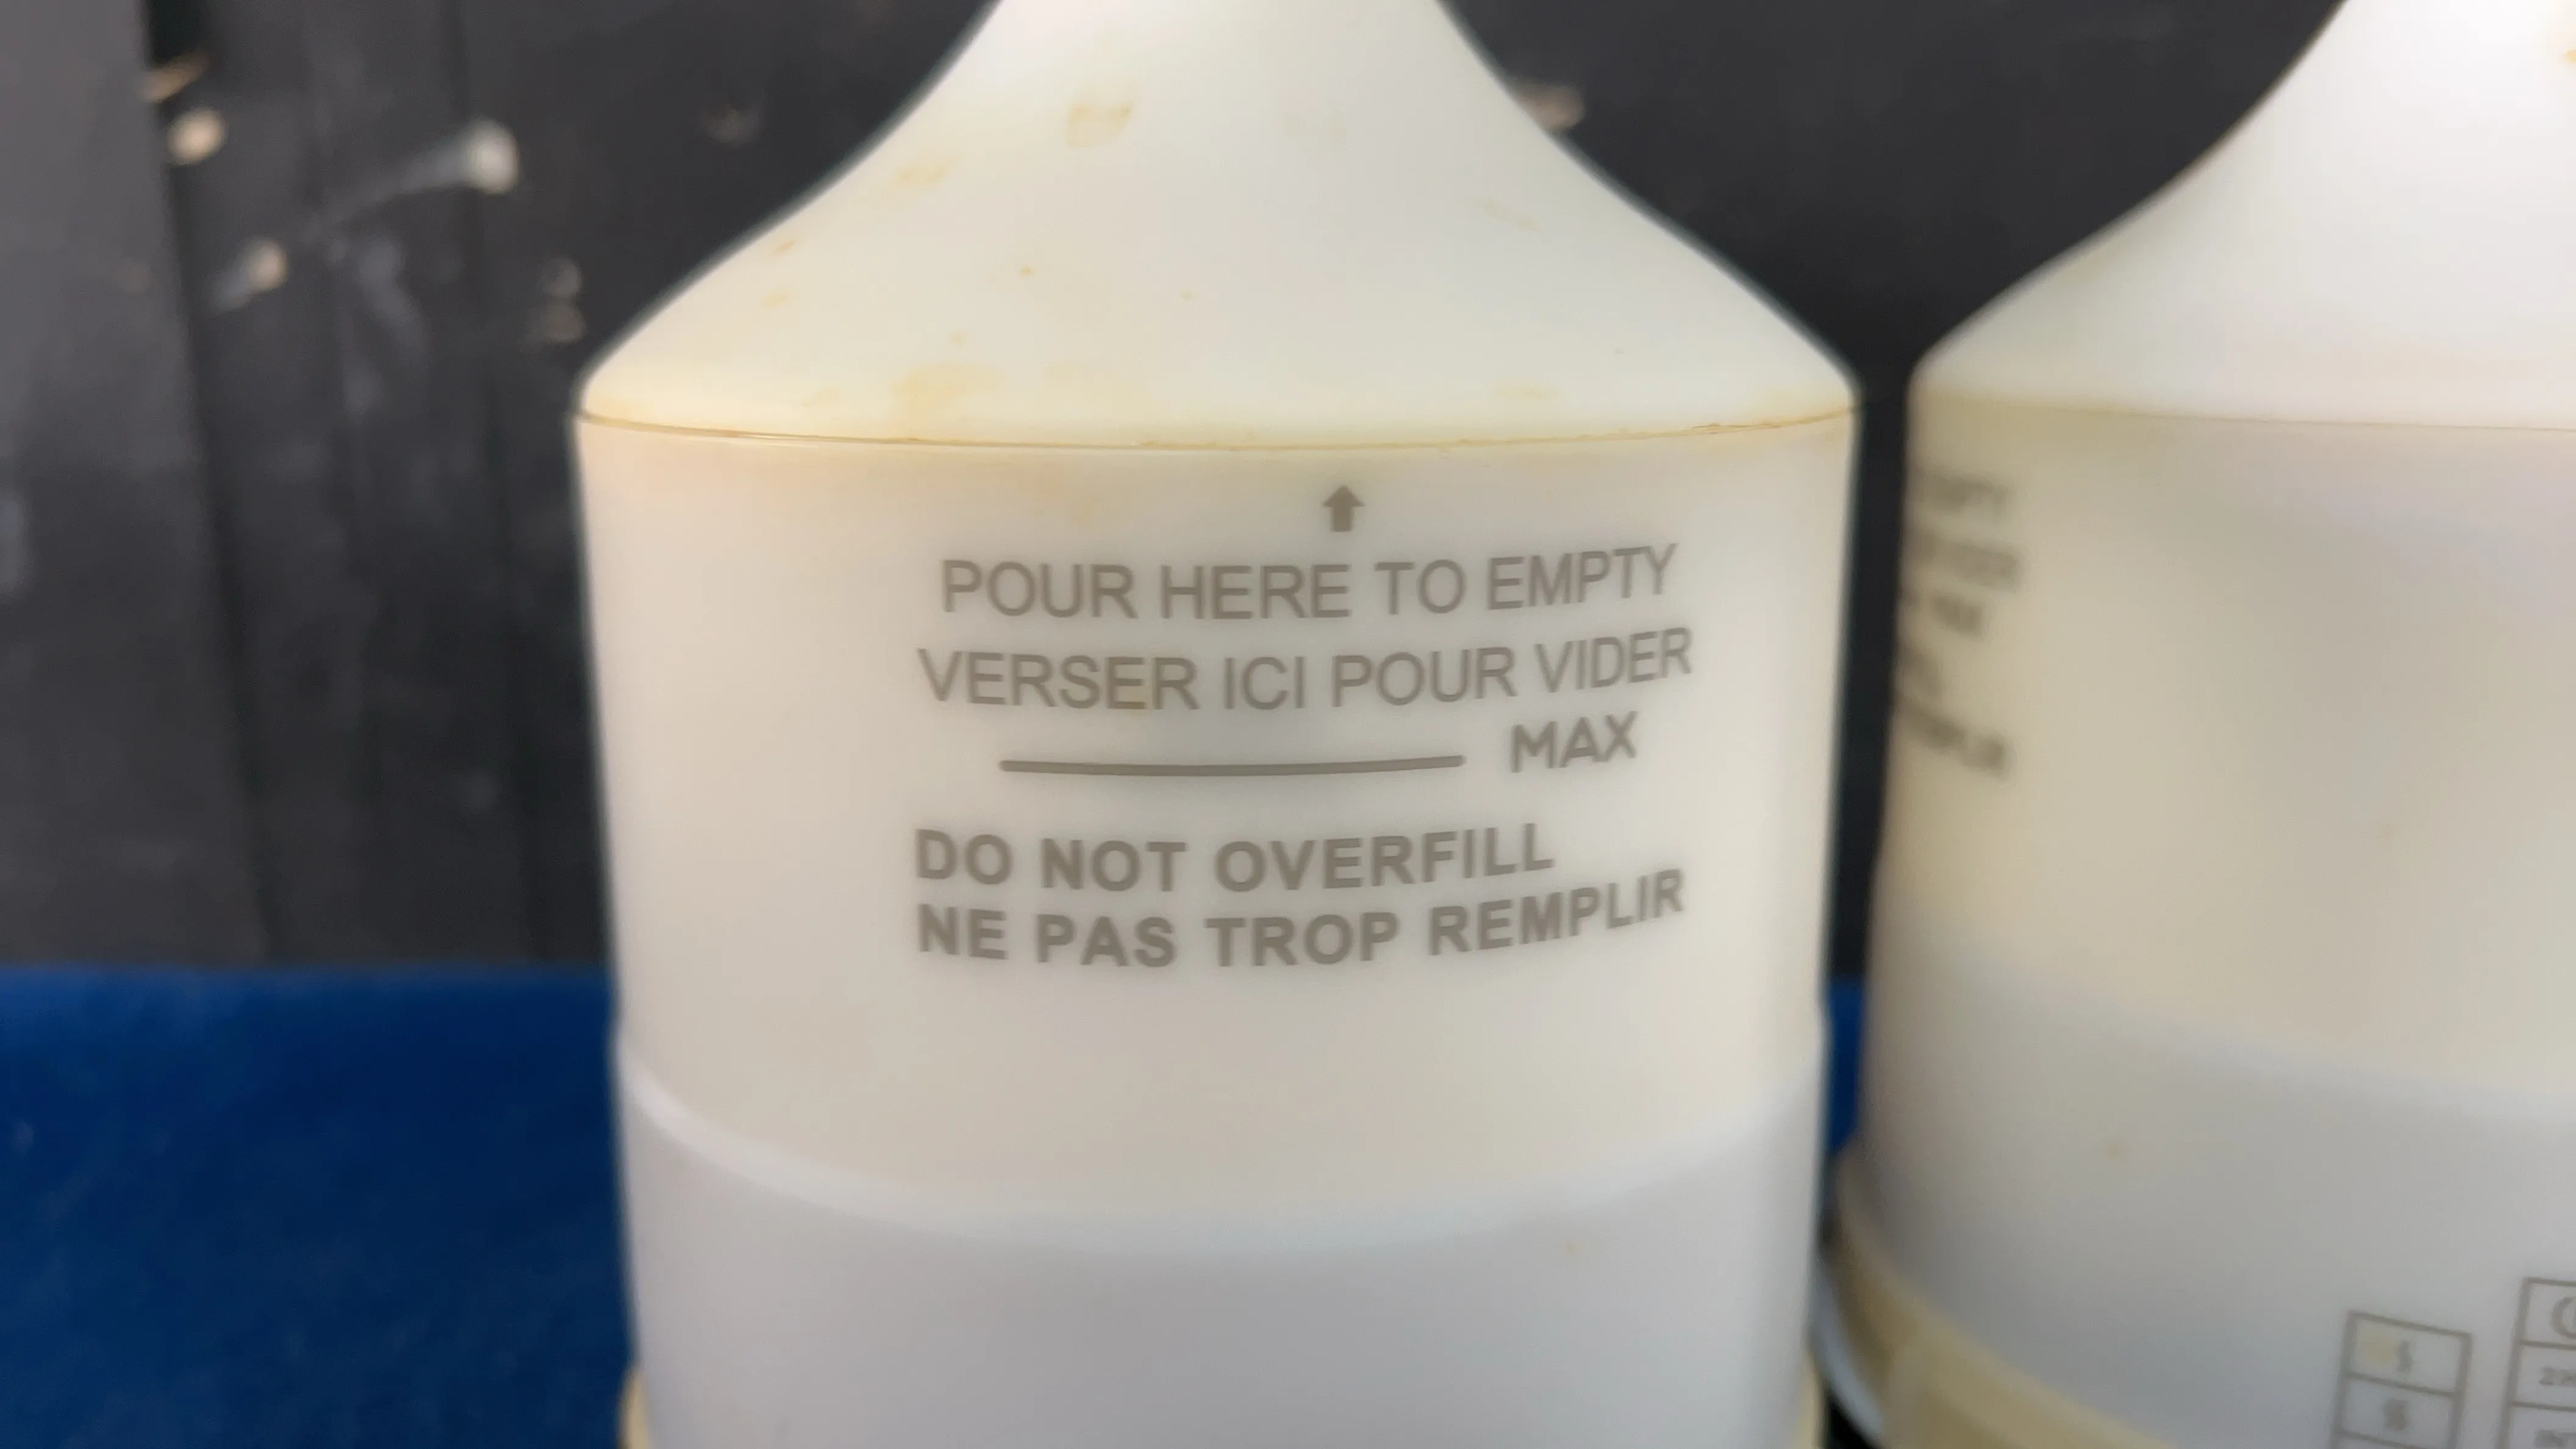 POUR HERE TO EMPTY
VERSER ICI POUR VIDER
MAX
DO NOT OVERFILL
NE PAS TROP REMPLIR